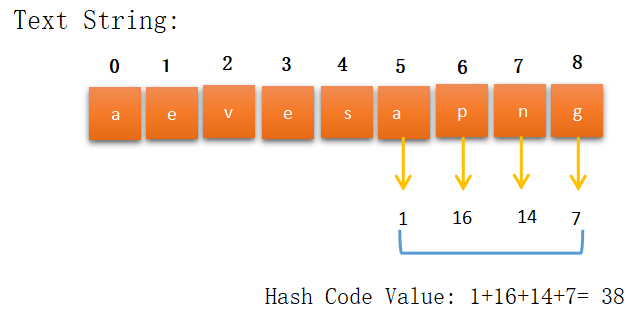 Text String:
0 1 2 3 4 5 6 7 8
a e v e s a p n g
1 16 14 7
Hash Code Value: 1+16+14+7= 38